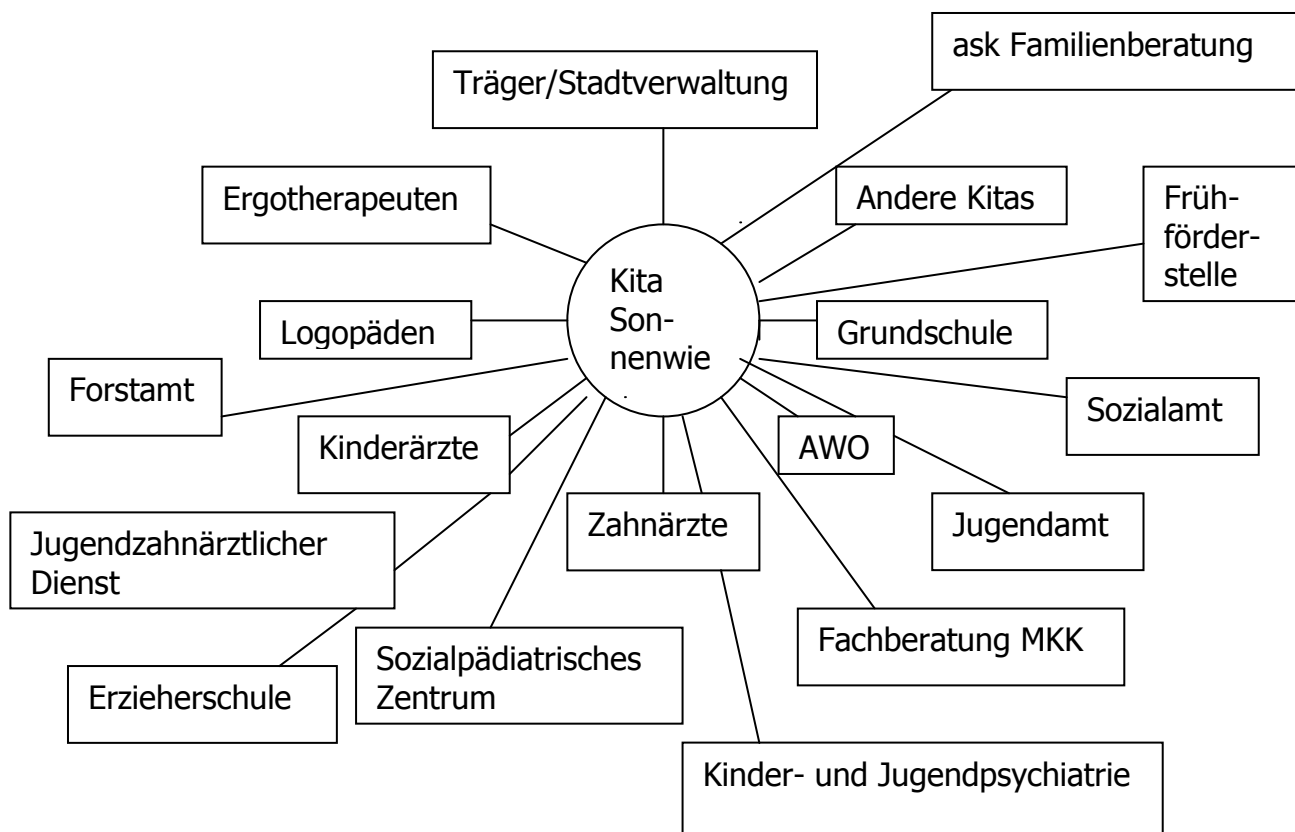 ask Familienberatung
Träger/Stadtverwaltung
Ergotherapeuten
Andere Kitas
Früh-
förder-
stelle
Kita
Son-
nenwie
Logopäden
Grundschule
Forstamt
Sozialamt
Kinderärzte
AWO
Zahnärzte
Jugendamt
Jugendzahnärztlicher
Dienst
Fachberatung MKK
Sozialpädiatrisches
Zentrum
Erzieherschule
Kinder- und Jugendpsychiatrie